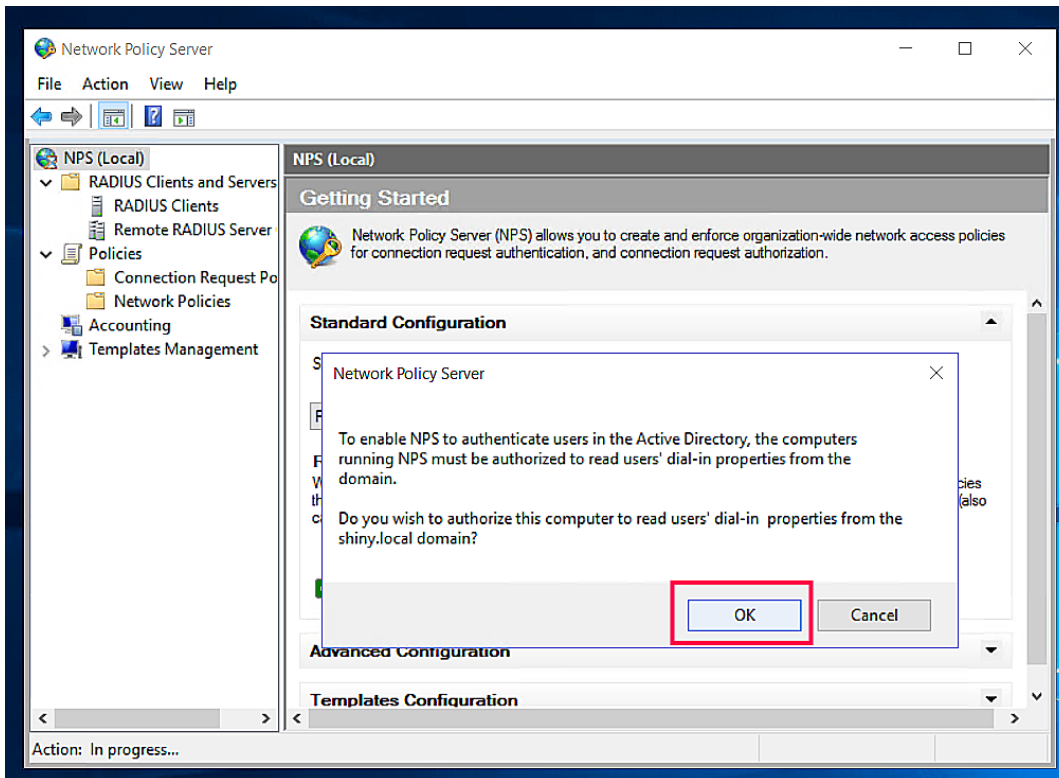 Network Policy Server
File Action View Help
NPS (Local)
RADIUS Clients and Servers
RADIUS Clients
Remote RADIUS Server
Policies
Connection Request Po
Network Policies
Accounting
Templates Management
NPS (Local)
Getting Started
Network Policy Server (NPS) allows you to create and enforce organization-wide network access policies
for connection request authentication, and connection request authorization.
Standard Configuration
S
Network Policy Server
To enable NPS to authenticate users in the Active Directory, the computers
running NPS must be authorized to read users' dial-in properties from the
domain.
Do you wish to authorize this computer to read users' dial-in properties from the
shiny.local domain?
cies
(also
OK Cancel
Advanced Configuration
Templates Configuration
Action: In progress...